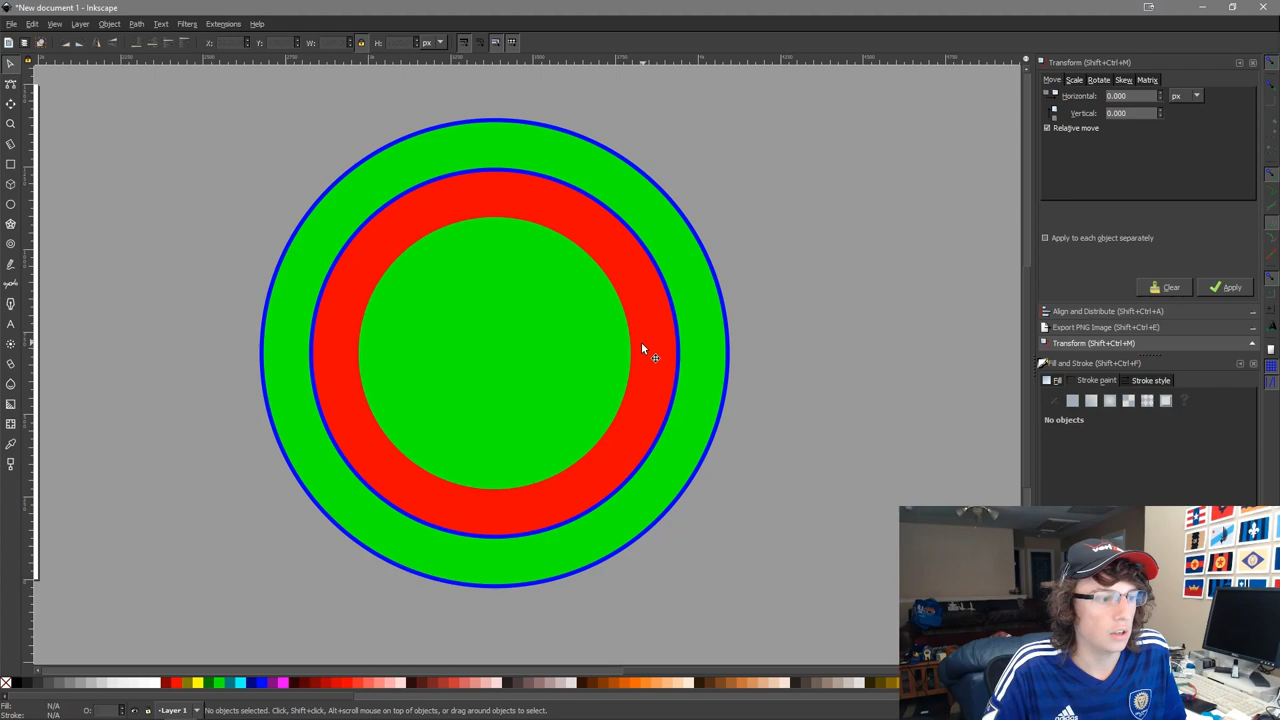 *New document 1 - Inkscape
File Edit View Layer Object Path Text Filters Extensions Help
X: Y: W: H: px
Transform (Shift+Ctrl+M)
Move Scale Rotate Skew Matrix
Horizontal: 0.000 px
Vertical: 0.000
Relative move
Apply to each object separately
Clear Apply
Align and Distribute (Shift+Ctrl+A)
Export PNG Image (Shift+Ctrl+E)
Transform (Shift+Ctrl+M)
Fill and Stroke (Shift+Ctrl+F)
Fill Stroke paint Stroke style
No objects
adidas
Fill: N/A
Stroke: N/A
O:
-Layer 1
No objects selected. Click, Shift+click, Alt+scroll mouse on top of objects, or drag around objects to select.